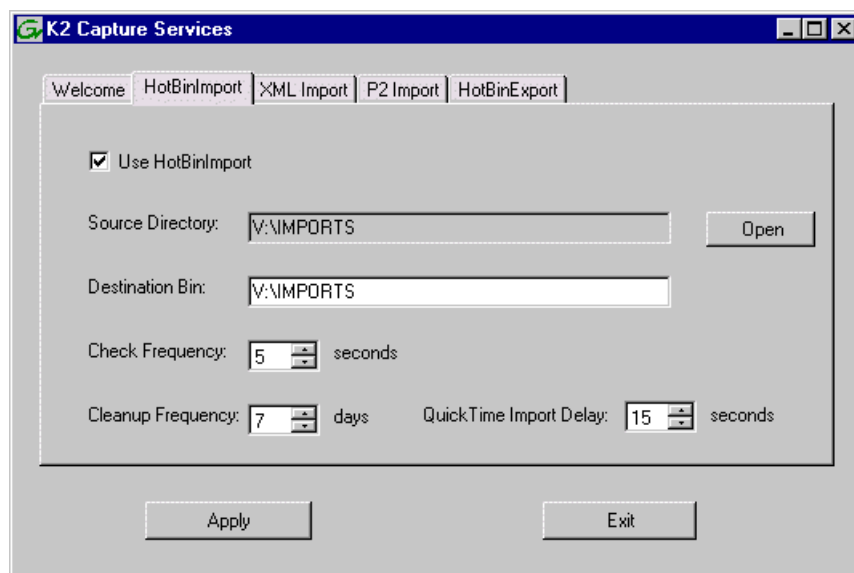 K2 Capture Services
Welcome HotBinImport XML Import P2 Import HotBinExport
Use HotBinImport
Source Directory: V:\IMPORTS Open
Destination Bin: V:\IMPORTS
Check Frequency: 5 seconds
Cleanup Frequency: 7 days QuickTime Import Delay: 15 seconds
Apply Exit